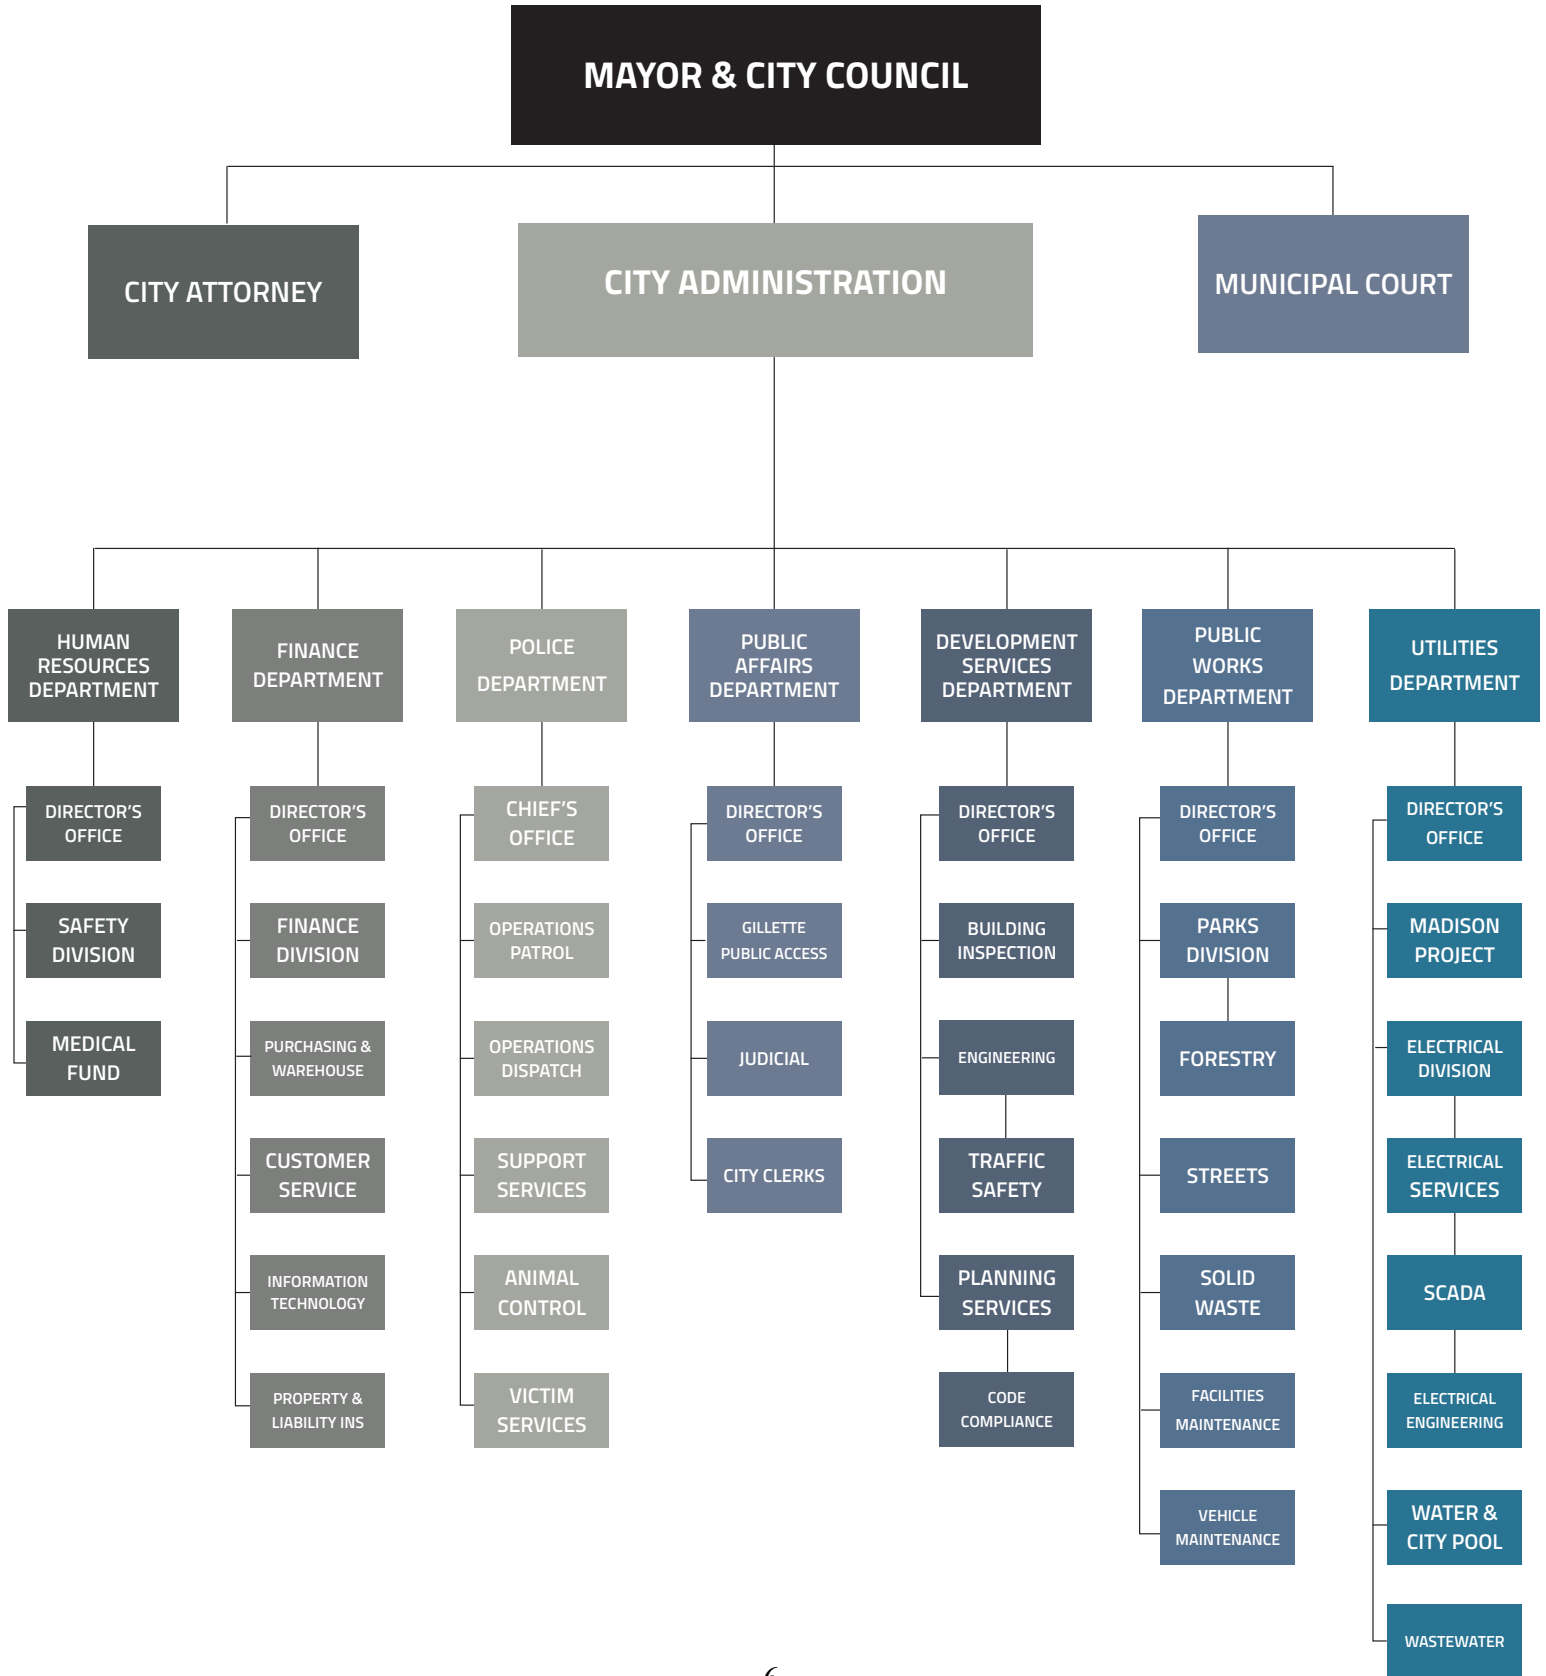 MAYOR & CITY COUNCIL
CITY ATTORNEY
CITY ADMINISTRATION
MUNICIPAL COURT
HUMAN
RESOURCES
DEPARTMENT
FINANCE
DEPARTMENT
POLICE
DEPARTMENT
PUBLIC
AFFAIRS
DEPARTMENT
DEVELOPMENT
SERVICES
DEPARTMENT
PUBLIC
WORKS
DEPARTMENT
UTILITIES
DEPARTMENT
DIRECTOR'S
OFFICE
SAFETY
DIVISION
MEDICAL
FUND
DIRECTOR'S
OFFICE
FINANCE
DIVISION
PURCHASING &
WAREHOUSE
CUSTOMER
SERVICE
INFORMATION
TECHNOLOGY
PROPERTY &
LIABILITY INS
CHIEF'S
OFFICE
OPERATIONS
PATROL
OPERATIONS
DISPATCH
SUPPORT
SERVICES
ANIMAL
CONTROL
VICTIM
SERVICES
DIRECTOR'S
OFFICE
GILLETTE
PUBLIC ACCESS
JUDICIAL
CITY CLERKS
DIRECTOR'S
OFFICE
BUILDING
INSPECTION
ENGINEERING
TRAFFIC
SAFETY
PLANNING
SERVICES
CODE
COMPLIANCE
DIRECTOR'S
OFFICE
PARKS
DIVISION
FORESTRY
STREETS
SOLID
WASTE
FACILITIES
MAINTENANCE
VEHICLE
MAINTENANCE
DIRECTOR'S
OFFICE
MADISON
PROJECT
ELECTRICAL
DIVISION
ELECTRICAL
SERVICES
SCADA
ELECTRICAL
ENGINEERING
WATER &
CITY POOL
WASTEWATER
6